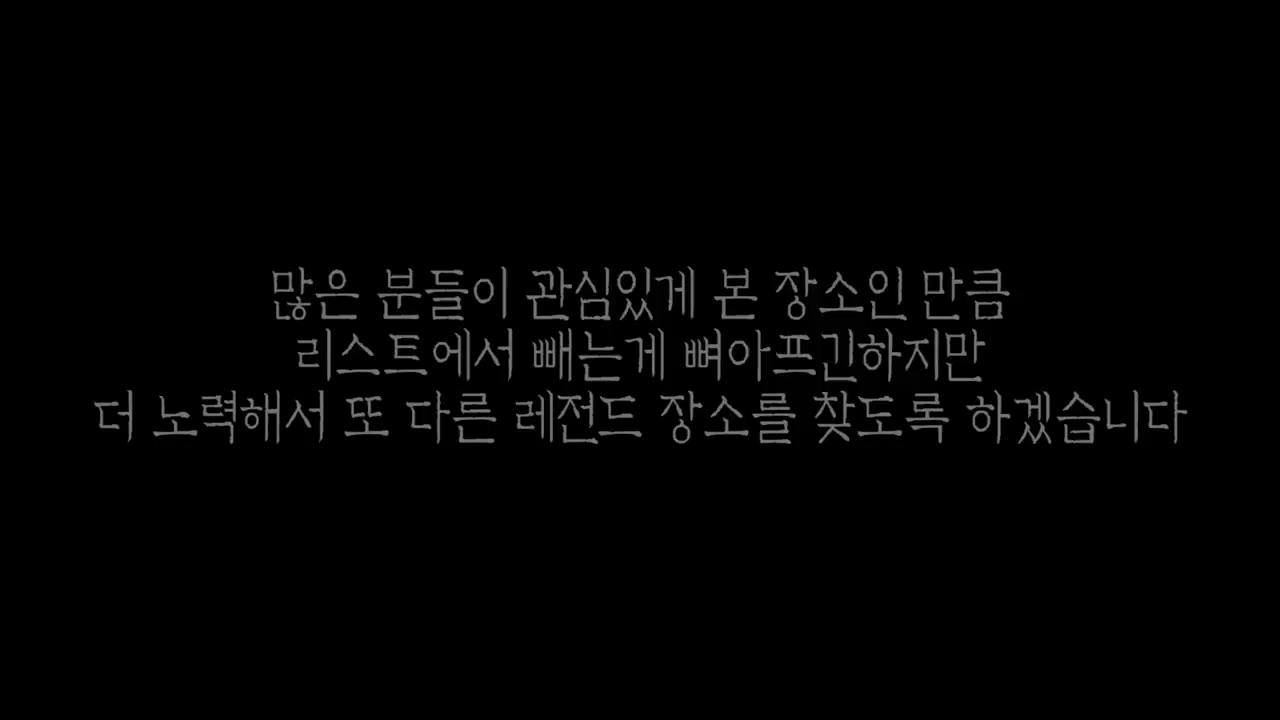 많은 분들이 관심있게 본 장소인 만큼
리스트에서 빼는게 뼈아프긴하지만
더 노력해서 또 다른 레전드 장소를 찾도록 하겠습니다